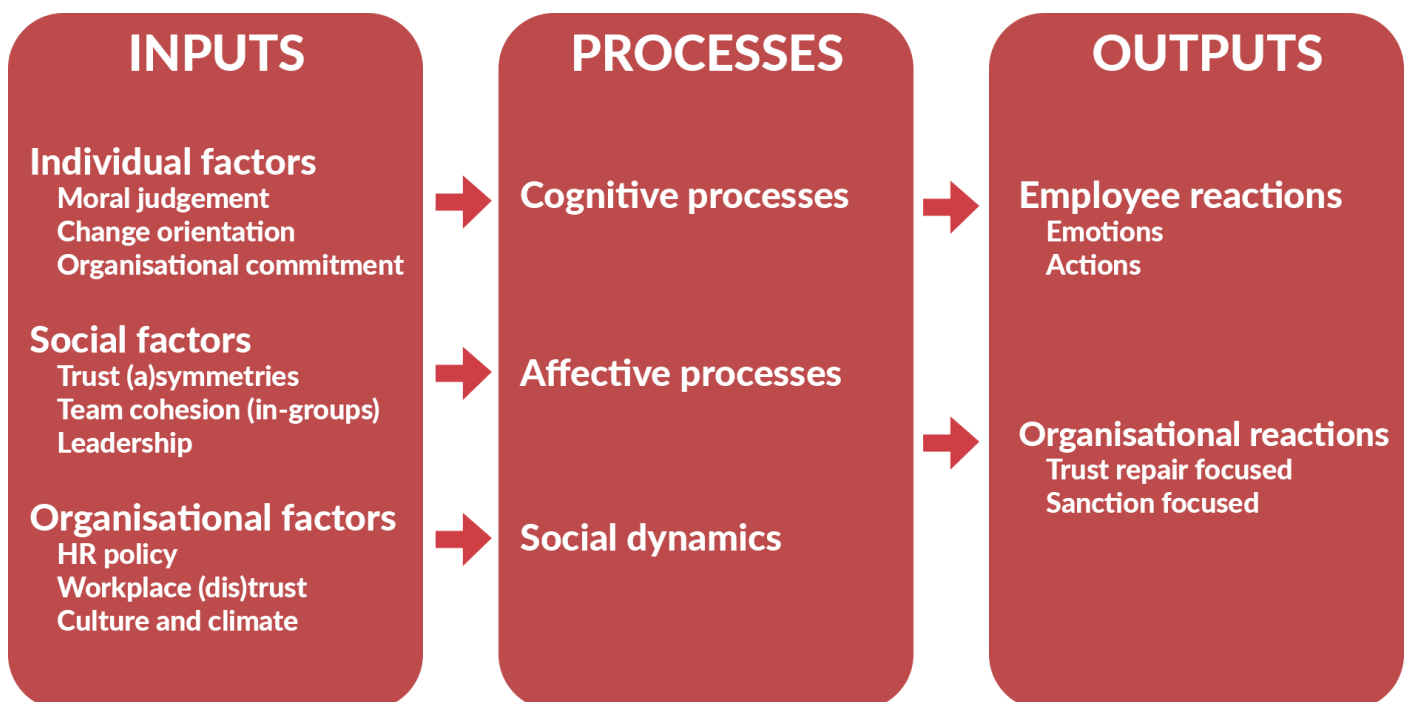 INPUTS
Individual factors
Moral judgement
Change orientation
Organisational commitment
Social factors
Trust (a)symmetries
Team cohesion (in-groups)
Leadership
Organisational factors
HR policy
Workplace (dis)trust
Culture and climate
PROCESSES
Cognitive processes
Affective processes
Social dynamics
OUTPUTS
Employee reactions
Emotions
Actions
Organisational reactions
Trust repair focused
Sanction focused